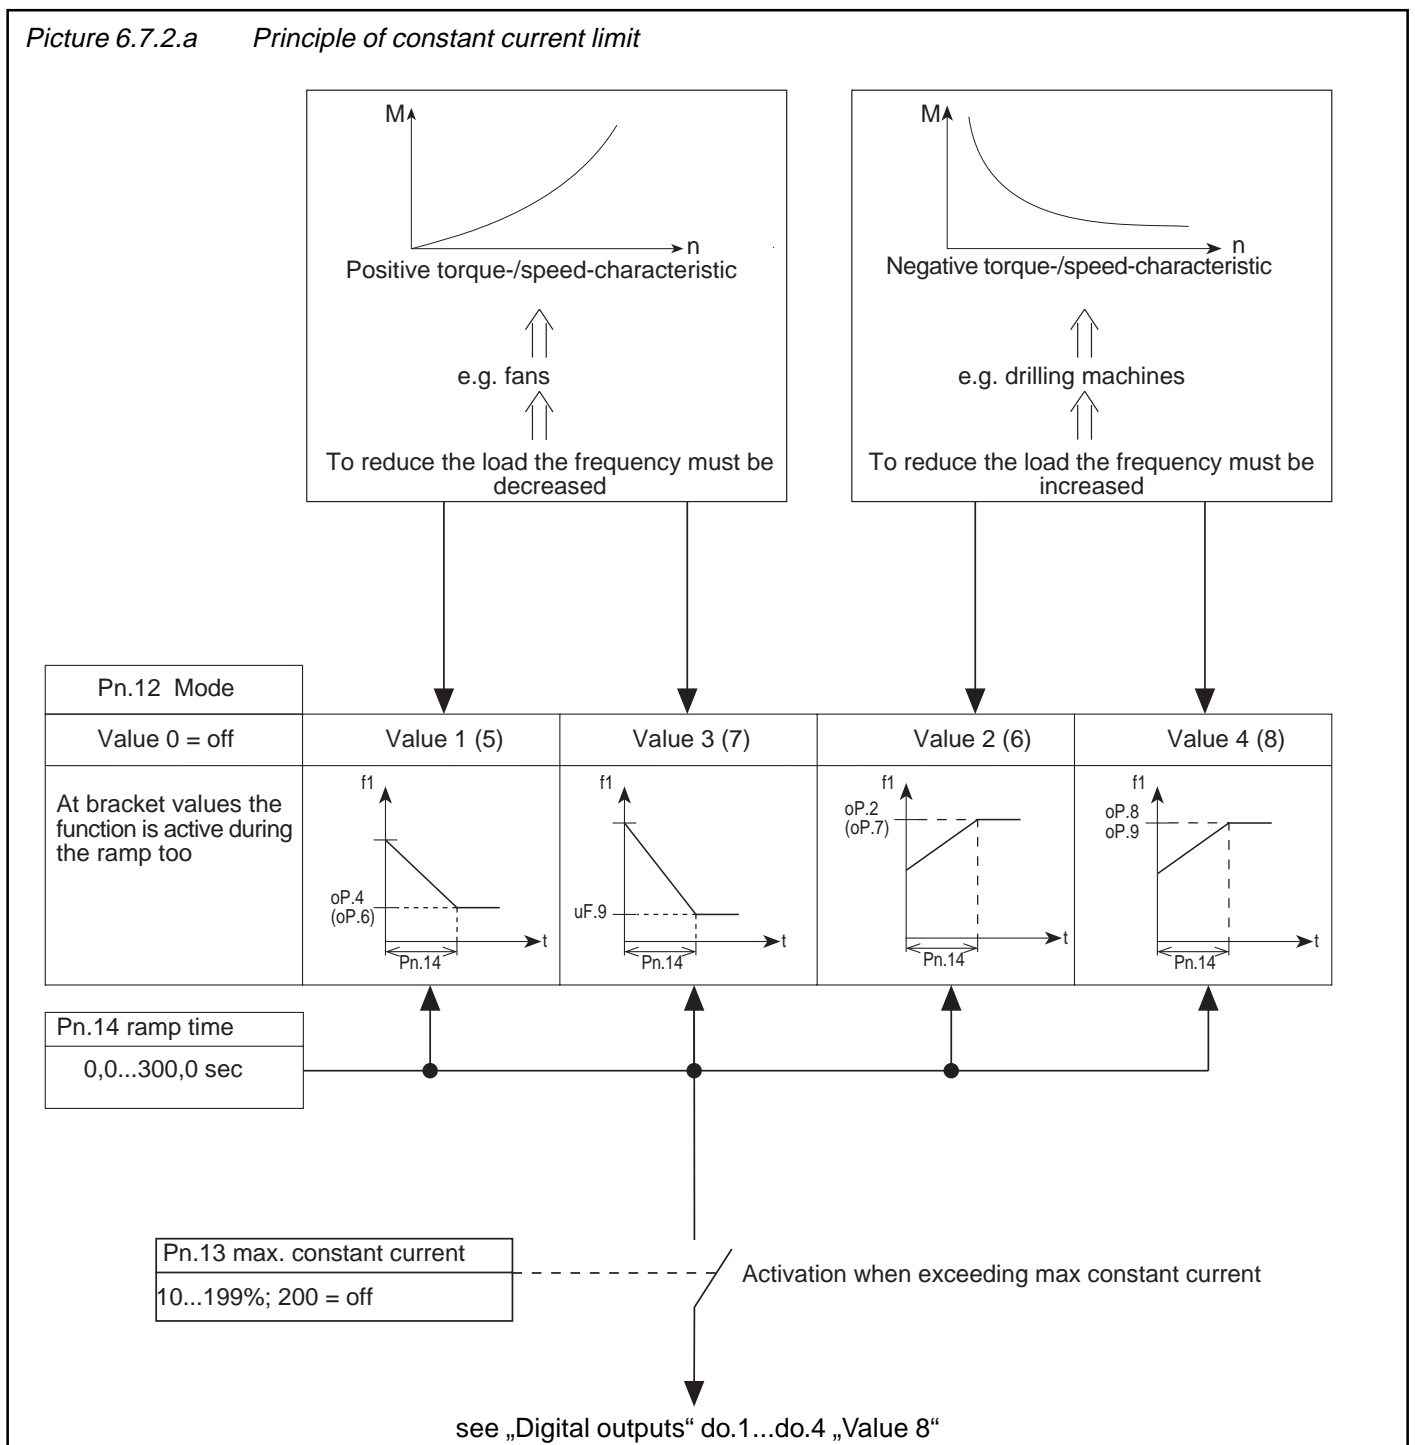 Picture 6.7.2.a Principle of constant current limit
M
n
Positive torque-/speed-characteristic
e.g. fans
To reduce the load the frequency must be
decreased
M
n
Negative torque-/speed-characteristic
e.g. drilling machines
To reduce the load the frequency must be
increased
Pn.12 Mode
Value 0 = off
Value 1 (5)
Value 3 (7)
Value 2 (6)
Value 4 (8)
At bracket values the
function is active during
the ramp too
f1
oP.4
(oP.6)
t
Pn.14
f1
uF.9
t
Pn.14
f1
oP.2
(oP.7)
t
Pn.14
f1
oP.8
oP.9
t
Pn.14
Pn.14 ramp time
0,0...300,0 sec
Pn.13 max. constant current
10...199%; 200 = off
Activation when exceeding max constant current
see „Digital outputs“ do.1...do.4 „Value 8“